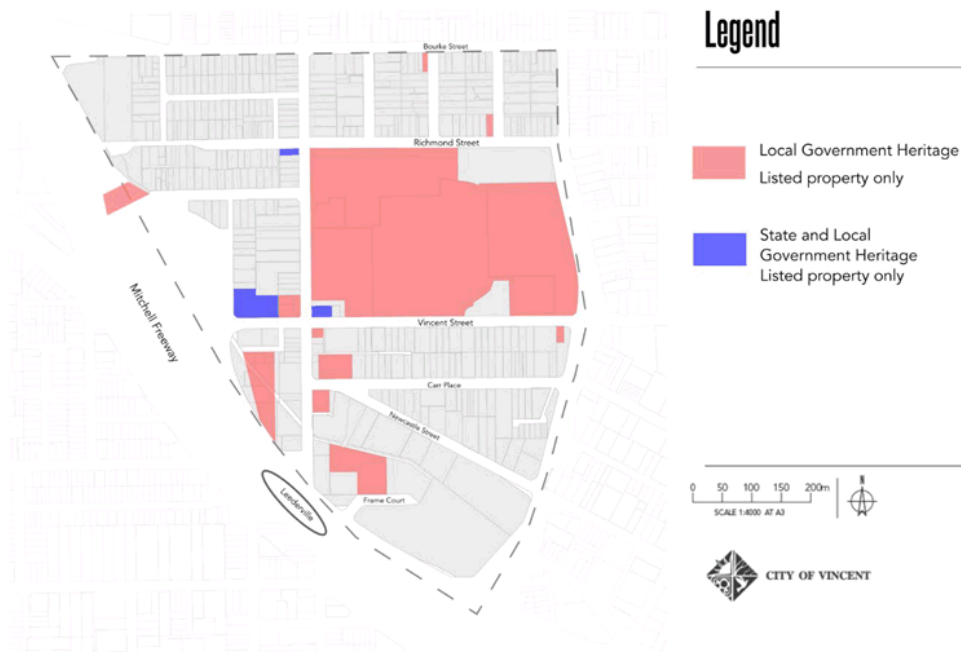 Legend
Bourke Street
Richmond Street
Local Government Heritage
Listed property only
State and Local
Government Heritage
Listed property only
Mitchell Freeway
Vincent Street
Carr Place
Newcastle Street
Leederville
Frame Court
N
0 50 100 150 200m
SCALE 1:4000 AT A3
CITY OF VINCENT